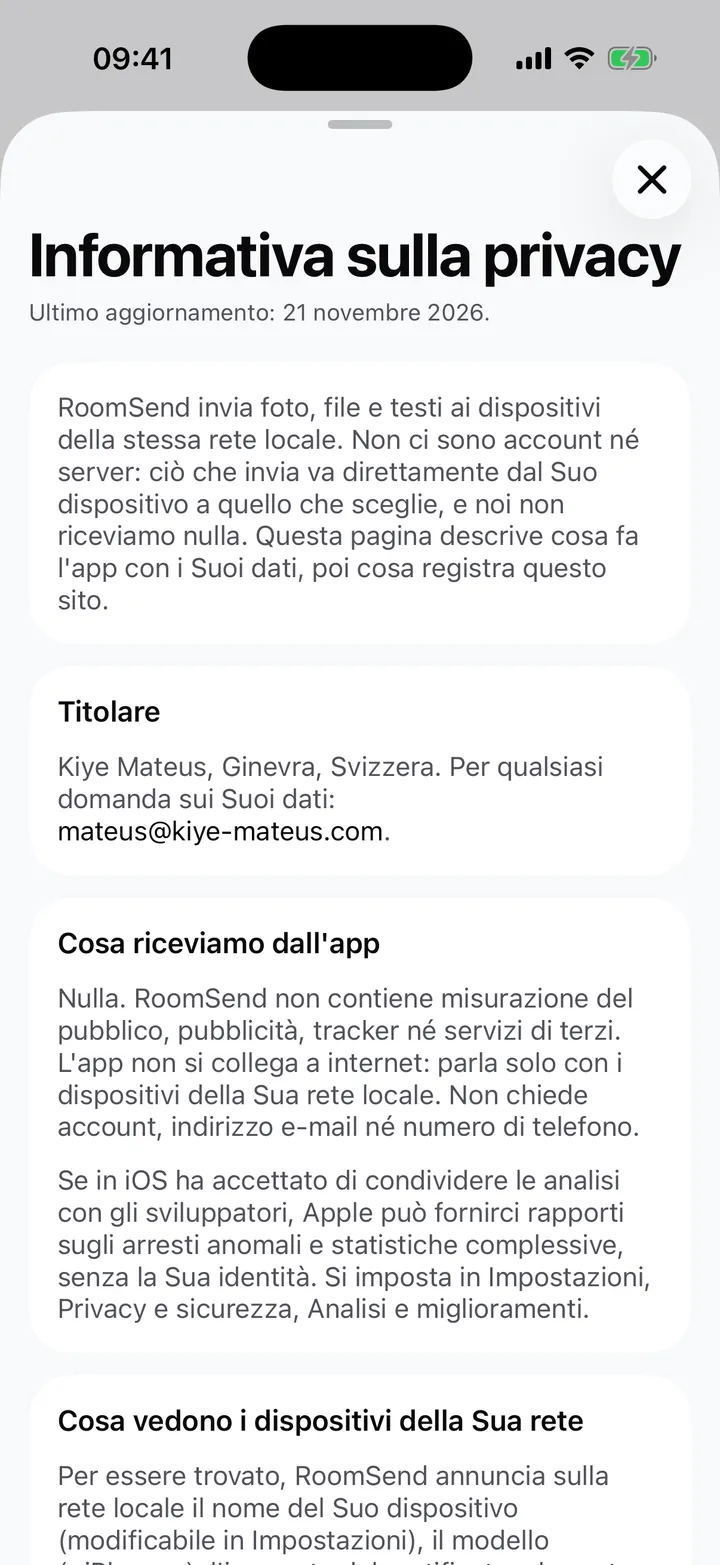 09:41
Informativa sulla privacy
Ultimo aggiornamento: 21 novembre 2026.
RoomSend invia foto, file e testi ai dispositivi
della stessa rete locale. Non ci sono account né
server: ciò che invia va direttamente dal Suo
dispositivo a quello che sceglie, e noi non
riceviamo nulla. Questa pagina descrive cosa fa
l'app con i Suoi dati, poi cosa registra questo
sito.
Titolare
Kiye Mateus, Ginevra, Svizzera. Per qualsiasi
domanda sui Suoi dati:
mateus@kiye-mateus.com.
Cosa riceviamo dall'app
Nulla. RoomSend non contiene misurazione del
pubblico, pubblicità, tracker né servizi di terzi.
L'app non si collega a internet: parla solo con i
dispositivi della Sua rete locale. Non chiede
account, indirizzo e-mail né numero di telefono.
Se in iOS ha accettato di condividere le analisi
con gli sviluppatori, Apple può fornirci rapporti
sugli arresti anomali e statistiche complessive,
senza la Sua identità. Si imposta in Impostazioni,
Privacy e sicurezza, Analisi e miglioramenti.
Cosa vedono i dispositivi della Sua rete
Per essere trovato, RoomSend annuncia sulla
rete locale il nome del Suo dispositivo
(modificabile in Impostazioni), il modello